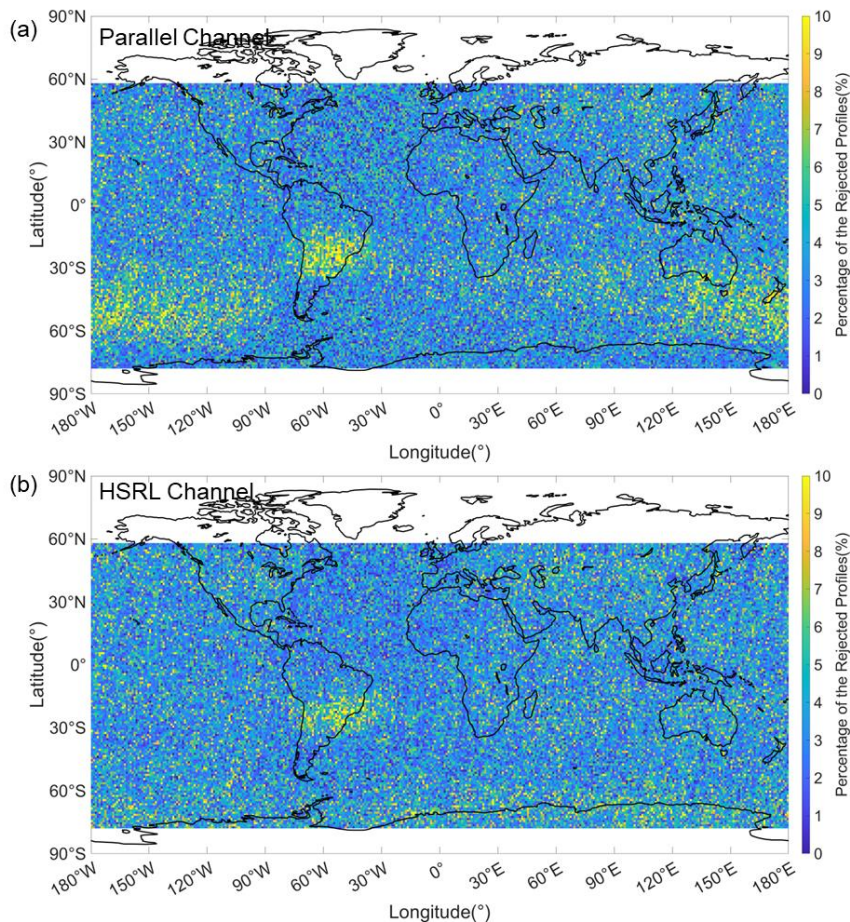 (a)
Parallel Channel
90°N
60°N
30°N
0°
30°S
60°S
90°S
Latitude(°)
180°W 150°W 120°W 90°W 60°W 30°W 0° 30°E 60°E 90°E 120°E 150°E 180°E
Longitude(°)
10
9
8
7
6
5
4
3
2
1
0
Percentage of the Rejected Profiles(%)
(b)
HSRL Channel
90°N
60°N
30°N
0°
30°S
60°S
90°S
Latitude(°)
180°W 150°W 120°W 90°W 60°W 30°W 0° 30°E 60°E 90°E 120°E 150°E 180°E
Longitude(°)
10
9
8
7
6
5
4
3
2
1
0
Percentage of the Rejected Profiles(%)